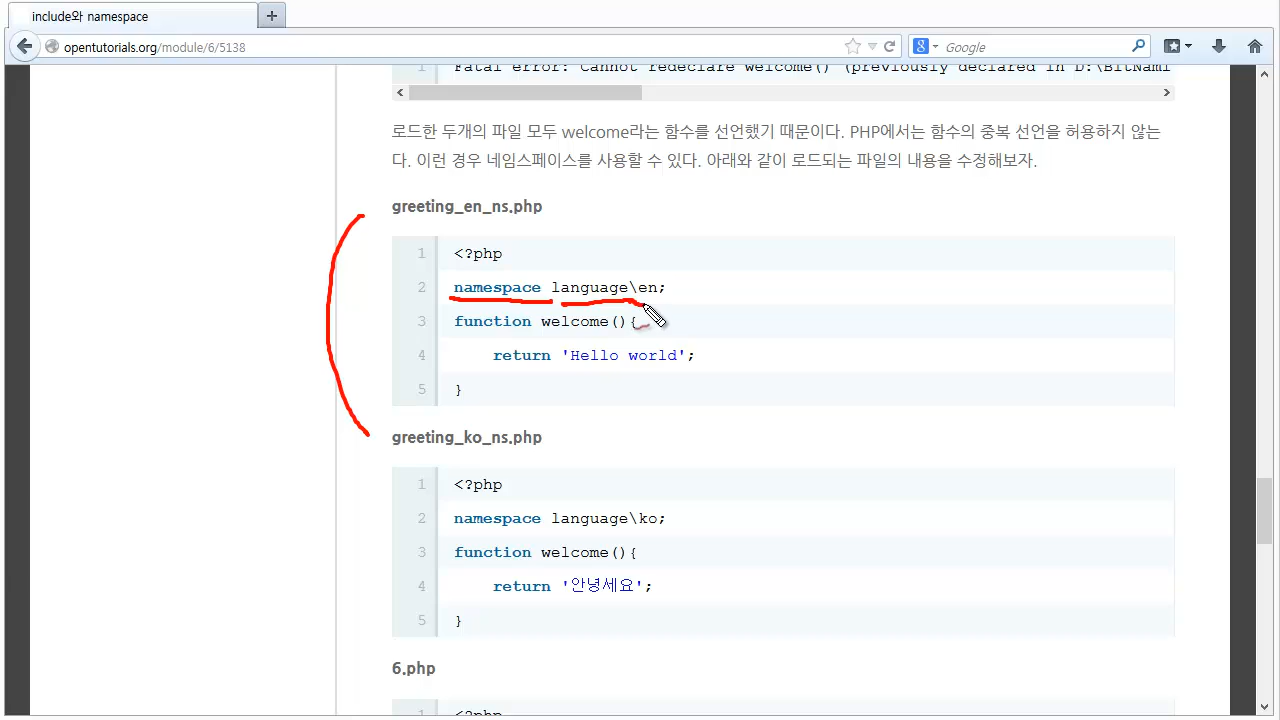 include와 namespace
opentutorials.org/module/6/5138
Google
1 Fatal error: Cannot redeclare welcome() (previously declared in D:\BitNami
로드한 두개의 파일 모두 welcome라는 함수를 선언했기 때문이다. PHP에서는 함수의 중복 선언을 허용하지 않는
다. 이런 경우 네임스페이스를 사용할 수 있다. 아래와 같이 로드되는 파일의 내용을 수정해보자.
greeting_en_ns.php
1 <?php
2 namespace language\en;
3 function welcome(){
4 return 'Hello world';
5 }
greeting_ko_ns.php
1 <?php
2 namespace language\ko;
3 function welcome(){
4 return '안녕세요';
5 }
6.php
1 <?php